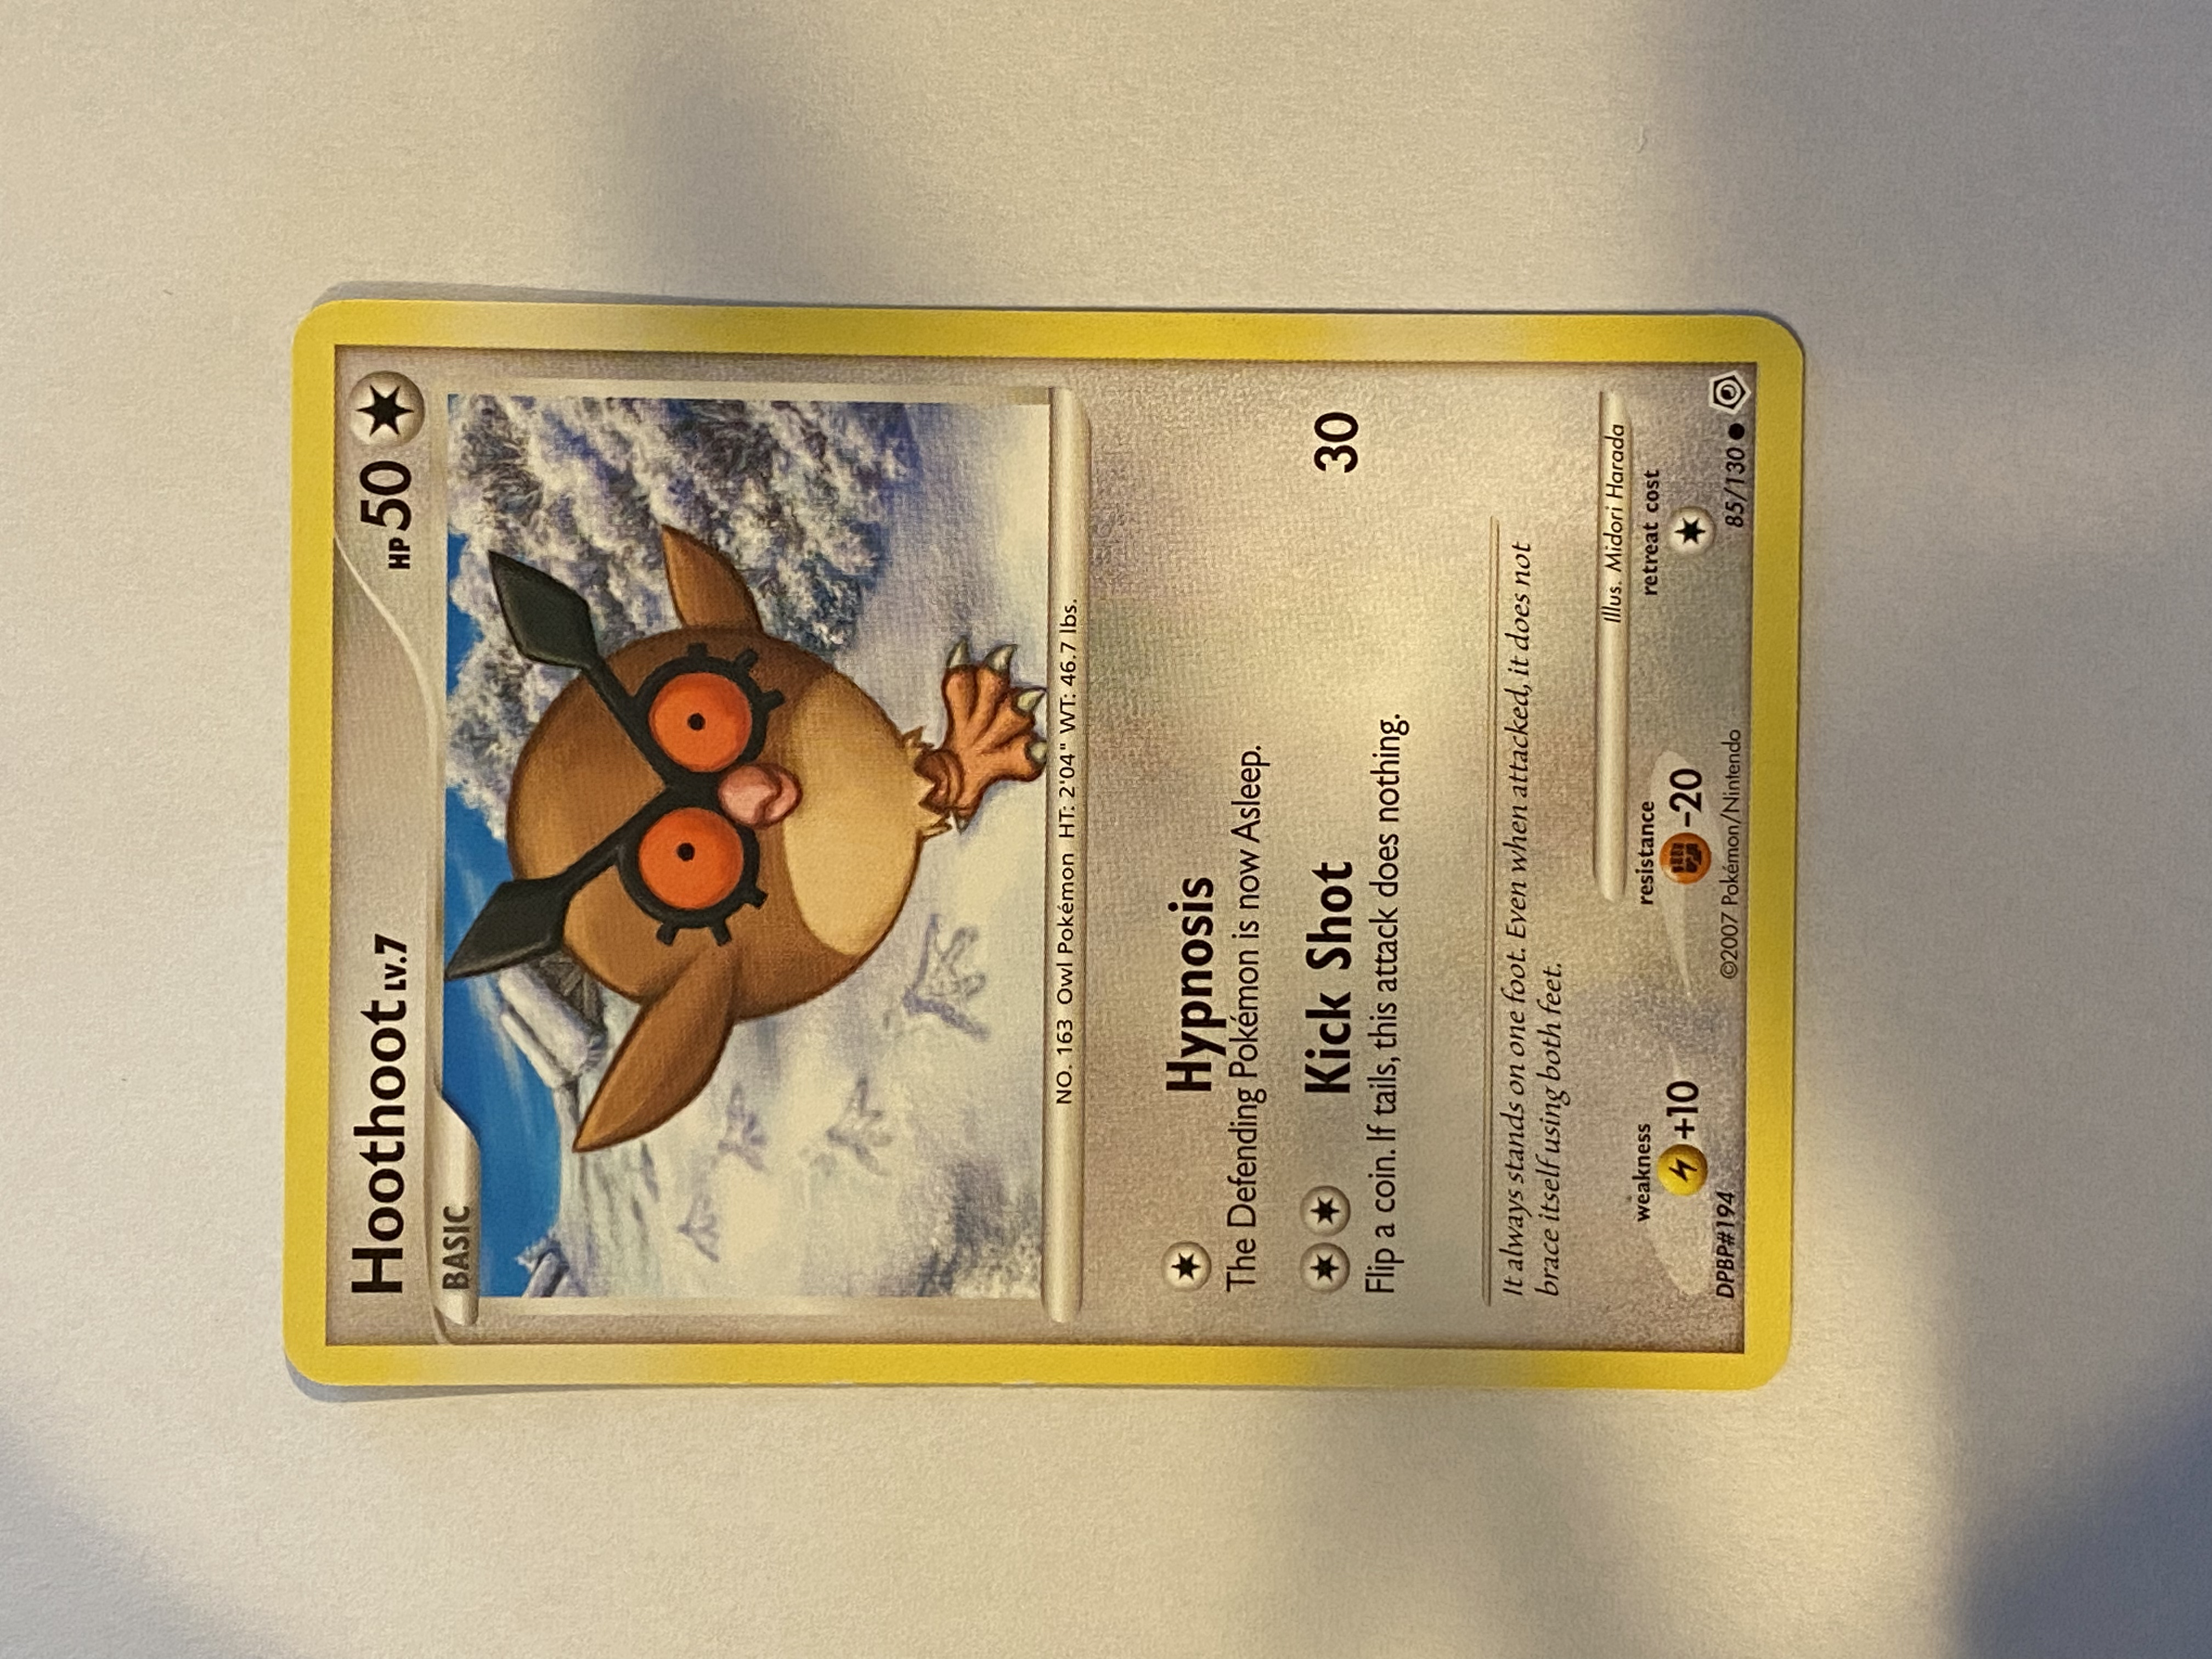 Hoothoot LV.7 HP 50
BASIC
NO. 163 Owl Pokémon HT: 2'04" WT: 46.7 lbs.
Hypnosis
The Defending Pokémon is now Asleep.
Kick Shot 30
Flip a coin. If tails, this attack does nothing.
It always stands on one foot. Even when attacked, it does not
brace itself using both feet.
Illus. Midori Harada
weakness resistance retreat cost
+10 -20
DPBP#194 ©2007 Pokémon/Nintendo 85/130